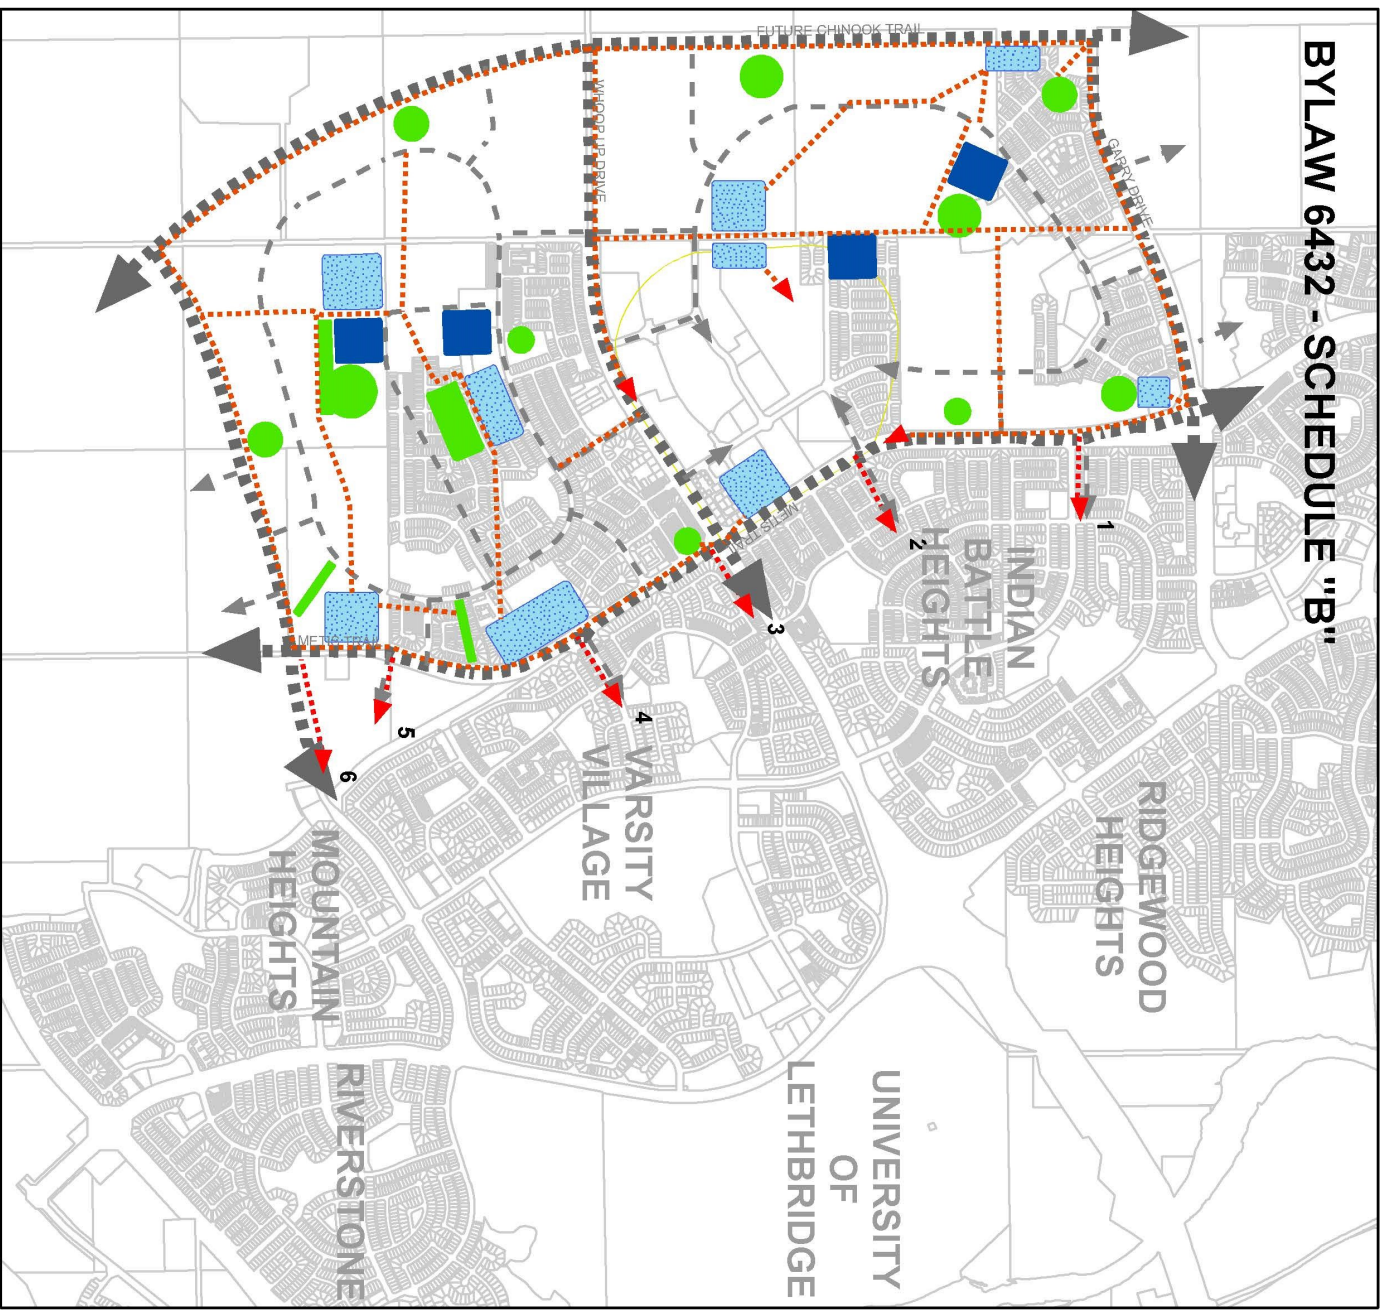 BYLAW 6432 - SCHEDULE "B"
FUTURE CHINOOK TRAIL
GARRY DRIVE
WHOOP UP DRIVE
METIS TRAIL
METIS TRAIL
1
2
3
4
5
6
INDIAN
BATTLE
HEIGHTS
RIDGEWOOD
HEIGHTS
VARSITY
VILLAGE
MOUNTAIN
HEIGHTS
UNIVERSITY
OF
LETHBRIDGE
RIVERSTONE